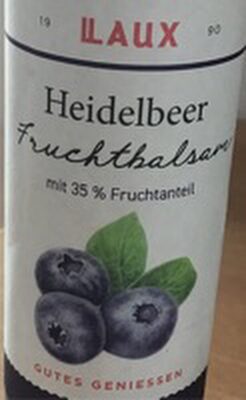 19 LAUX 90
Heidelbeer
Fruchtbalsam
mit 35 % Fruchtanteil
GUTES GENIESSEN